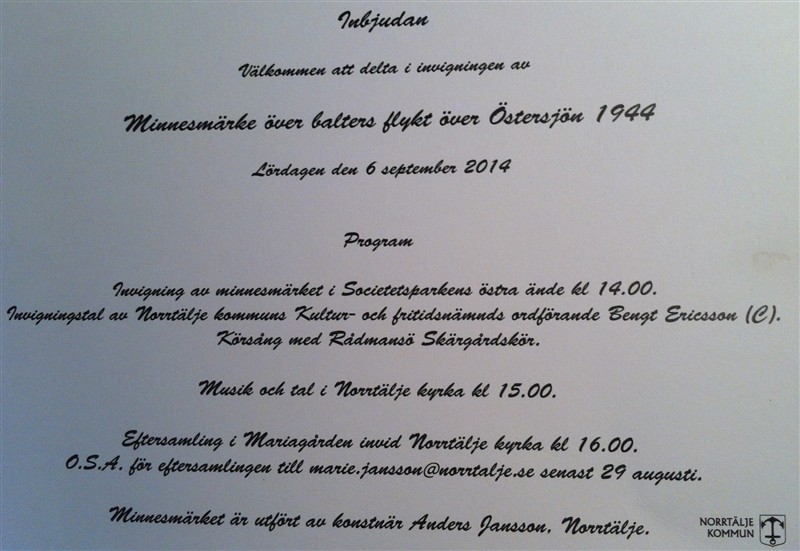 Inbjudan
Välkommen att delta i invigningen av
Minnesmärke över balters flykt över Östersjön 1944
Lördagen den 6 september 2014
Program
Invigning av minnesmärket i Societetsparkens östra ände kl 14.00.
Invigningstal av Norrtälje kommuns Kultur- och fritidsnämnds ordförande Bengt Ericsson (C).
Körsång med Rådmansö Skärgårdskör.
Musik och tal i Norrtälje kyrka kl 15.00.
Eftersamling i Mariagården invid Norrtälje kyrka kl 16.00.
O.S.A. för eftersamlingen till marie.jansson@norrtalje.se senast 29 augusti.
Minnesmärket är utfört av konstnär Anders Jansson, Norrtälje.
NORRTÄLJE
KOMMUN